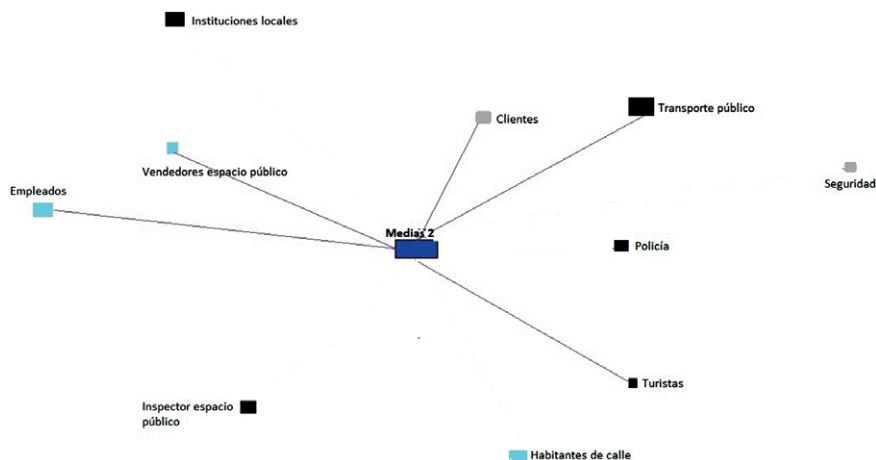 Instituciones locales
Clientes
Transporte público
Vendedores espacio público
Seguridad
Empleados
Medias 2
Policía
Turistas
Inspector espacio
público
Habitantes de calle